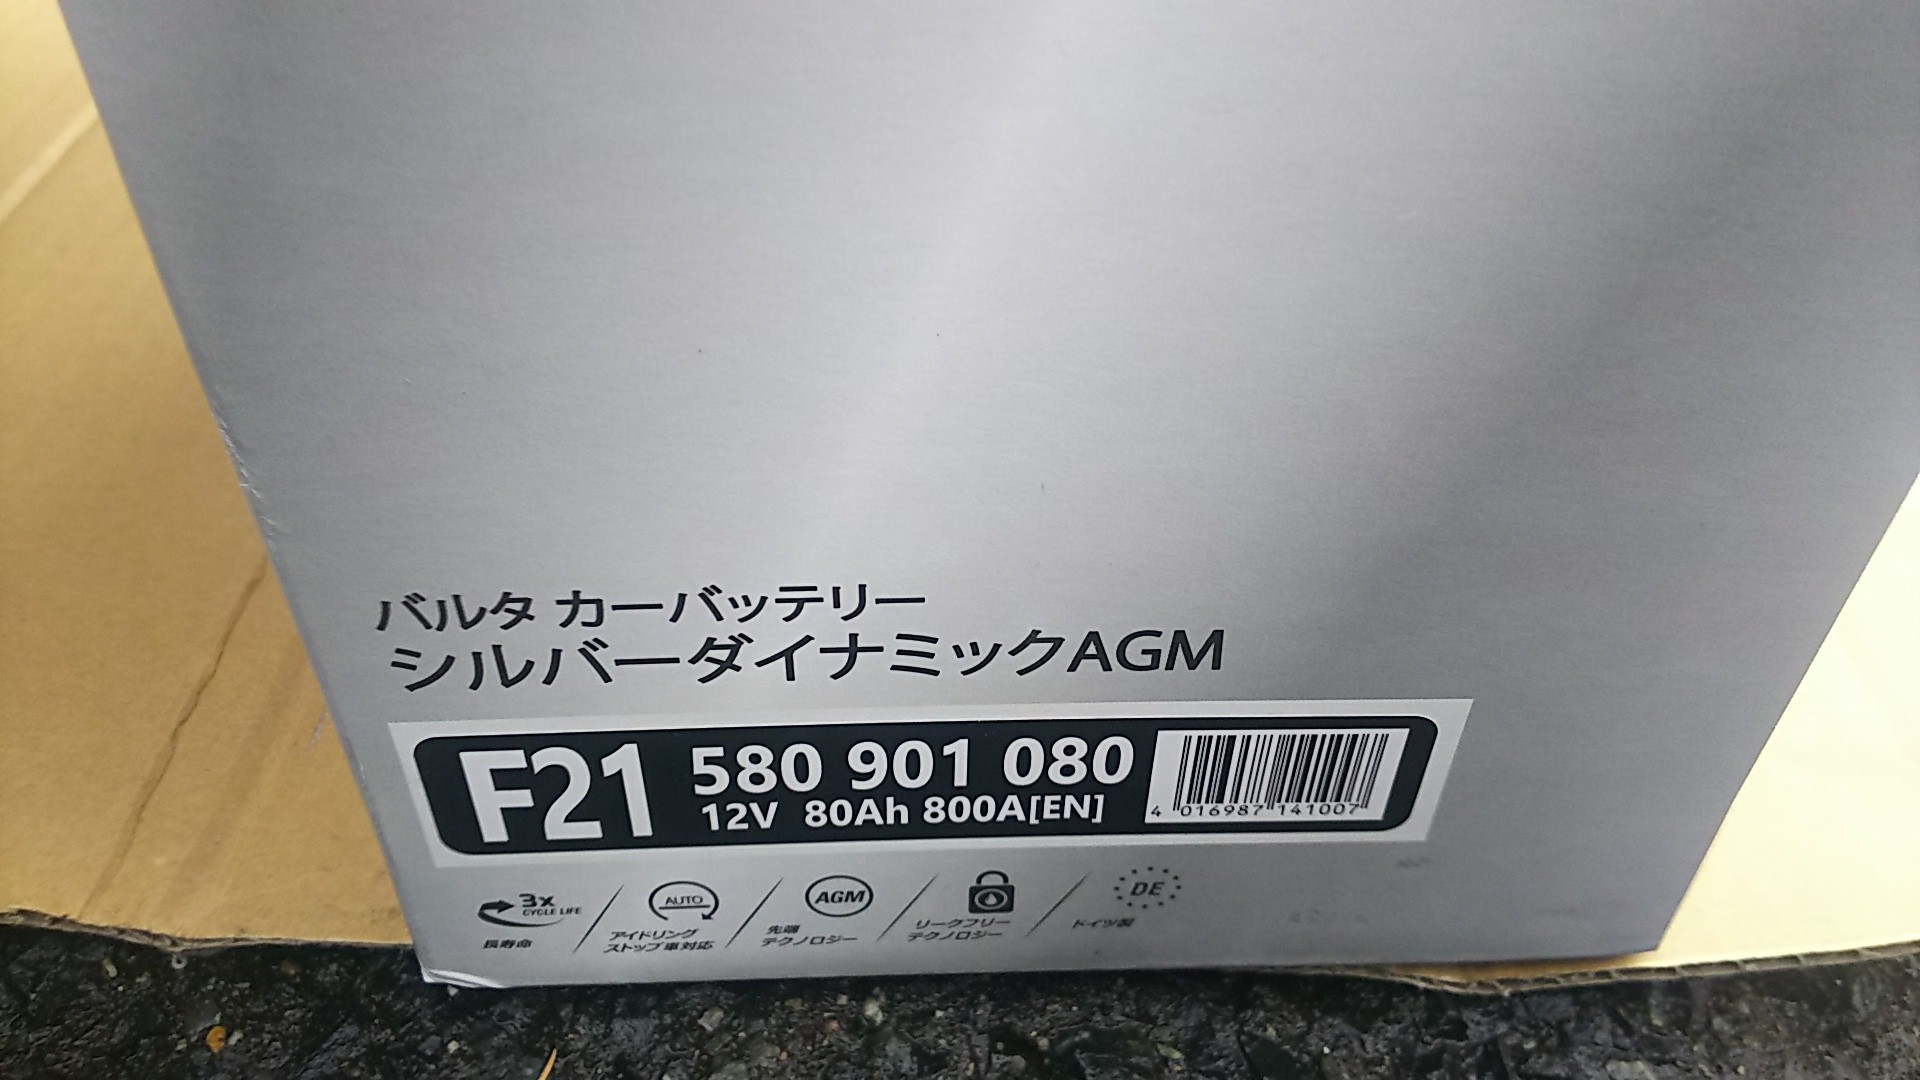 バルタ カーバッテリー
シルバーダイナミックAGM
F21
580 901 080
12V 80Ah 800A[EN]
4 016987 141007
3x
CYCLE LIFE
長寿命
AUTO
アイドリング
ストップ車対応
AGM
先端
テクノロジー
リークフリー
テクノロジー
DE
ドイツ製